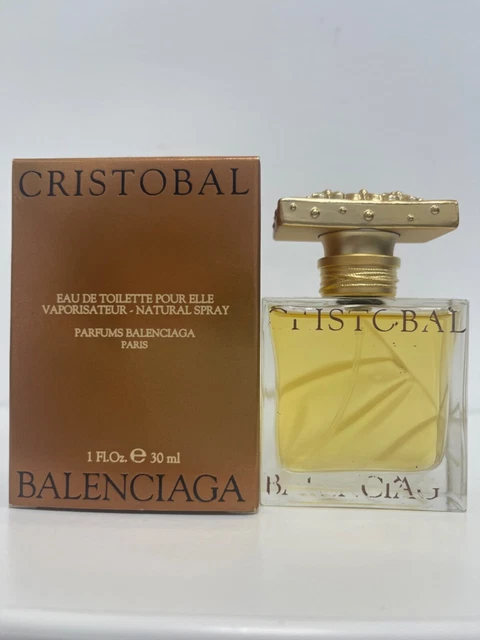 CRISTOBAL
EAU DE TOILETTE POUR ELLE
VAPORISATEUR - NATURAL SPRAY
PARFUMS BALENCIAGA
PARIS
1 Fl.Oz. ℮ 30 ml
BALENCIAGA
CRISTOBAL